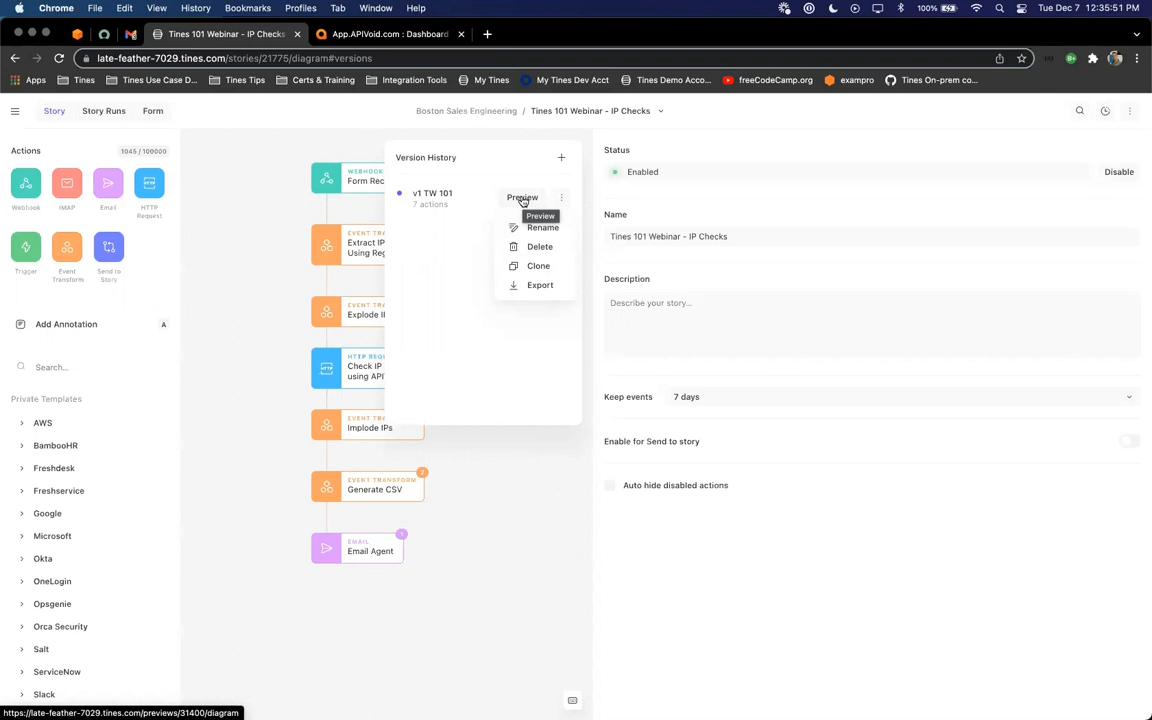 Chrome File Edit View History Bookmarks Profiles Tab Window Help 100% Tue Dec 7 12:35:51 PM
Tines 101 Webinar - IP Checks App.APIVoid.com : Dashboard
late-feather-7029.tines.com/stories/21775/diagram#versions
Apps Tines Tines Use Case D... Tines Tips Certs & Training Integration Tools My Tines My Tines Dev Acct Tines Demo Acco... freeCodeCamp.org exampro Tines On-prem co...
Story Story Runs Form Boston Sales Engineering / Tines 101 Webinar - IP Checks
Actions 1045 / 100000
Webhook IMAP Email HTTP Request
Trigger Event Transform Send to Story
Add Annotation A
Search...
Private Templates
AWS
BambooHR
Freshdesk
Freshservice
Google
Microsoft
Okta
OneLogin
Opsgenie
Orca Security
Salt
ServiceNow
Slack
WEBHOOK
Form Rec
EVENT TRA
Extract IP
Using Reg
EVENT TRA
Explode I
HTTP REQU
Check IP
using API
EVENT TRA
Implode IPs
EVENT TRANSFORM
Generate CSV
EMAIL
Email Agent
1
Version History
v1 TW 101
7 actions
Preview
Preview
Rename
Delete
Clone
Export
Status
Enabled Disable
Name
Tines 101 Webinar - IP Checks
Description
Describe your story...
Keep events 7 days
Enable for Send to story
Auto hide disabled actions
https://late-feather-7029.tines.com/previews/31400/diagram